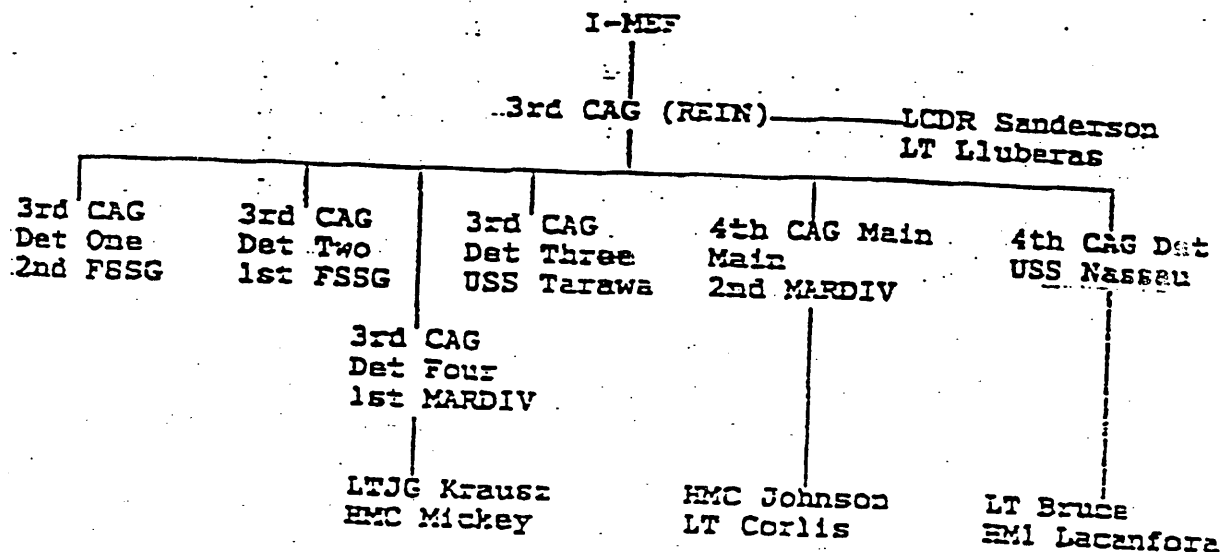 I-MEF
3rd CAG (REIN)
LCDR Sanderson
LT Lluberas
3rd CAG
Det One
2nd FSSG
3rd CAG
Det Two
1st FSSG
3rd CAG
Det Three
USS Tarawa
4th CAG Main
Main
2nd MARDIV
4th CAG Det
USS Nassau
3rd CAG
Det Four
1st MARDIV
LTJG Krausz
HMC Mickey
HMC Johnson
LT Corlis
LT Bruce
HM1 Lacanfora